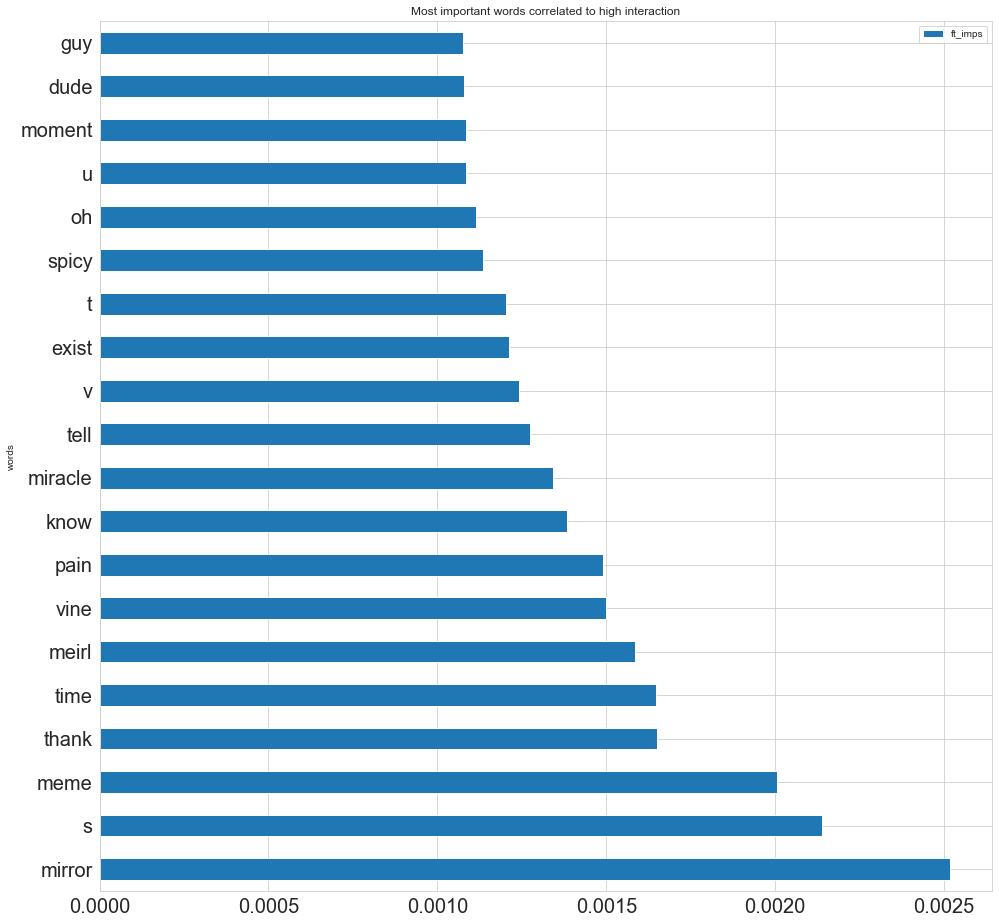 Most important words correlated to high interaction
ft_imps
words
guy
dude
moment
u
oh
spicy
t
exist
v
tell
miracle
know
pain
vine
meirl
time
thank
meme
s
mirror
0.0000 0.0005 0.0010 0.0015 0.0020 0.0025